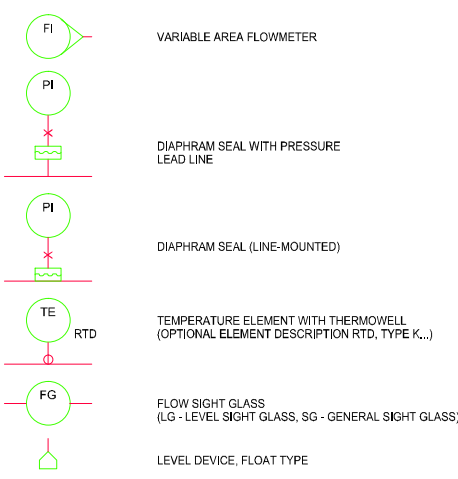 FI
VARIABLE AREA FLOWMETER
PI
DIAPHRAM SEAL WITH PRESSURE
LEAD LINE
PI
DIAPHRAM SEAL (LINE-MOUNTED)
TE
RTD
TEMPERATURE ELEMENT WITH THERMOWELL
(OPTIONAL ELEMENT DESCRIPTION RTD, TYPE K...)
FG
FLOW SIGHT GLASS
(LG - LEVEL SIGHT GLASS, SG - GENERAL SIGHT GLASS)
LEVEL DEVICE, FLOAT TYPE